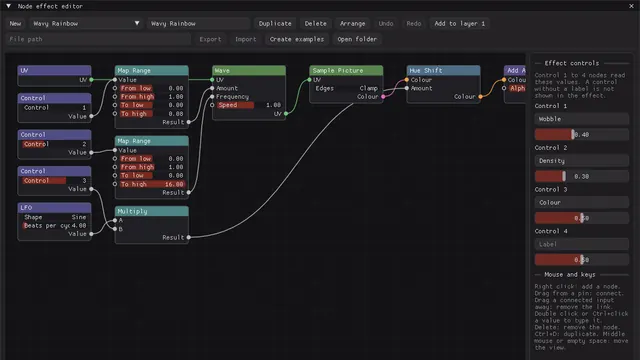 Node effect editor
New
Wavy Rainbow
Wavy Rainbow
Duplicate
Delete
Arrange
Undo
Redo
Add to layer 1
File path
Export
Import
Create examples
Open folder
UV
UV
Control
Control 1
Value
Control
Control 2
Value
Control
Control 3
Value
LFO
Shape Sine
Beats per cyc 4.00
Value
Map Range
Value
From low 0.00
From high 1.00
To low 0.00
To high 0.08
Result
Map Range
Value
From low 0.00
From high 1.00
To low 0.00
To high 16.00
Result
Multiply
A
B
Result
Wave
UV
Amount
Frequency
Speed 1.00
UV
Sample Picture
UV
Edges Clamp
Colour
Hue Shift
Colour
Amount
Colour
Add A
Colou
Alph
Effect controls
Control 1 to 4 nodes read
these values. A control
without a label is not
shown in the effect.
Control 1
Wobble
0.40
Control 2
Density
0.30
Control 3
Colour
Control 4
Label
Mouse and keys
Right click: add a node.
Drag from a pin: connect.
Drag a connected input
away: remove the link.
Double click or Ctrl+click
a value to type it.
Delete: remove the node.
Ctrl+D: duplicate. Middle
mouse or empty space: move
the view.